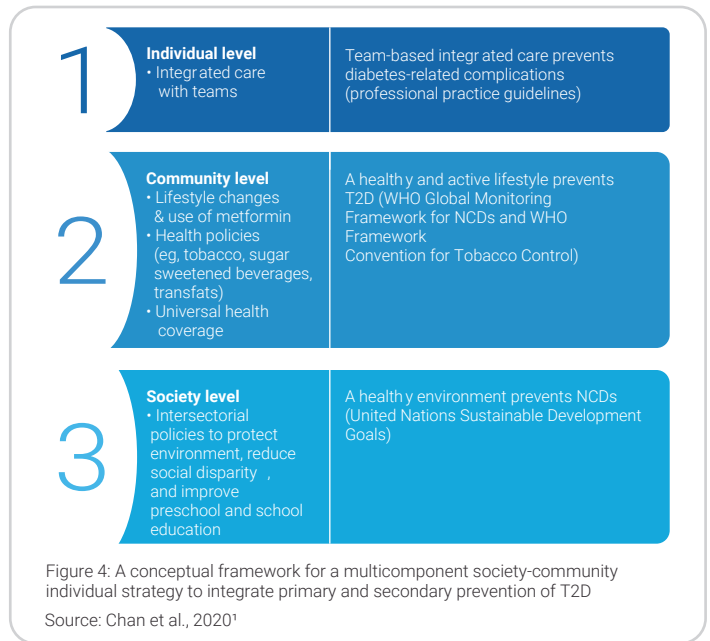 1
Individual level
• Integrated care
with teams
Team-based integr ated care prevents
diabetes-related complications
(professional practice guidelines)
2
Community level
• Lifestyle changes
& use of metformin
• Health policies
(eg, tobacco, sugar
sweetened beverages,
transfats)
• Universal health
coverage
A health y and active lifestyle prevents
T2D (WHO Global Monitoring
Framework for NCDs and WHO
Framework
Convention for Tobacco Control)
3
Society level
• Intersectorial
policies to protect
environment, reduce
social disparity ,
and improve
preschool and school
education
A health y environment prevents NCDs
(United Nations Sustainable Development
Goals)
Figure 4: A conceptual framework for a multicomponent society-community
individual strategy to integrate primary and secondary prevention of T2D
Source: Chan et al., 2020¹